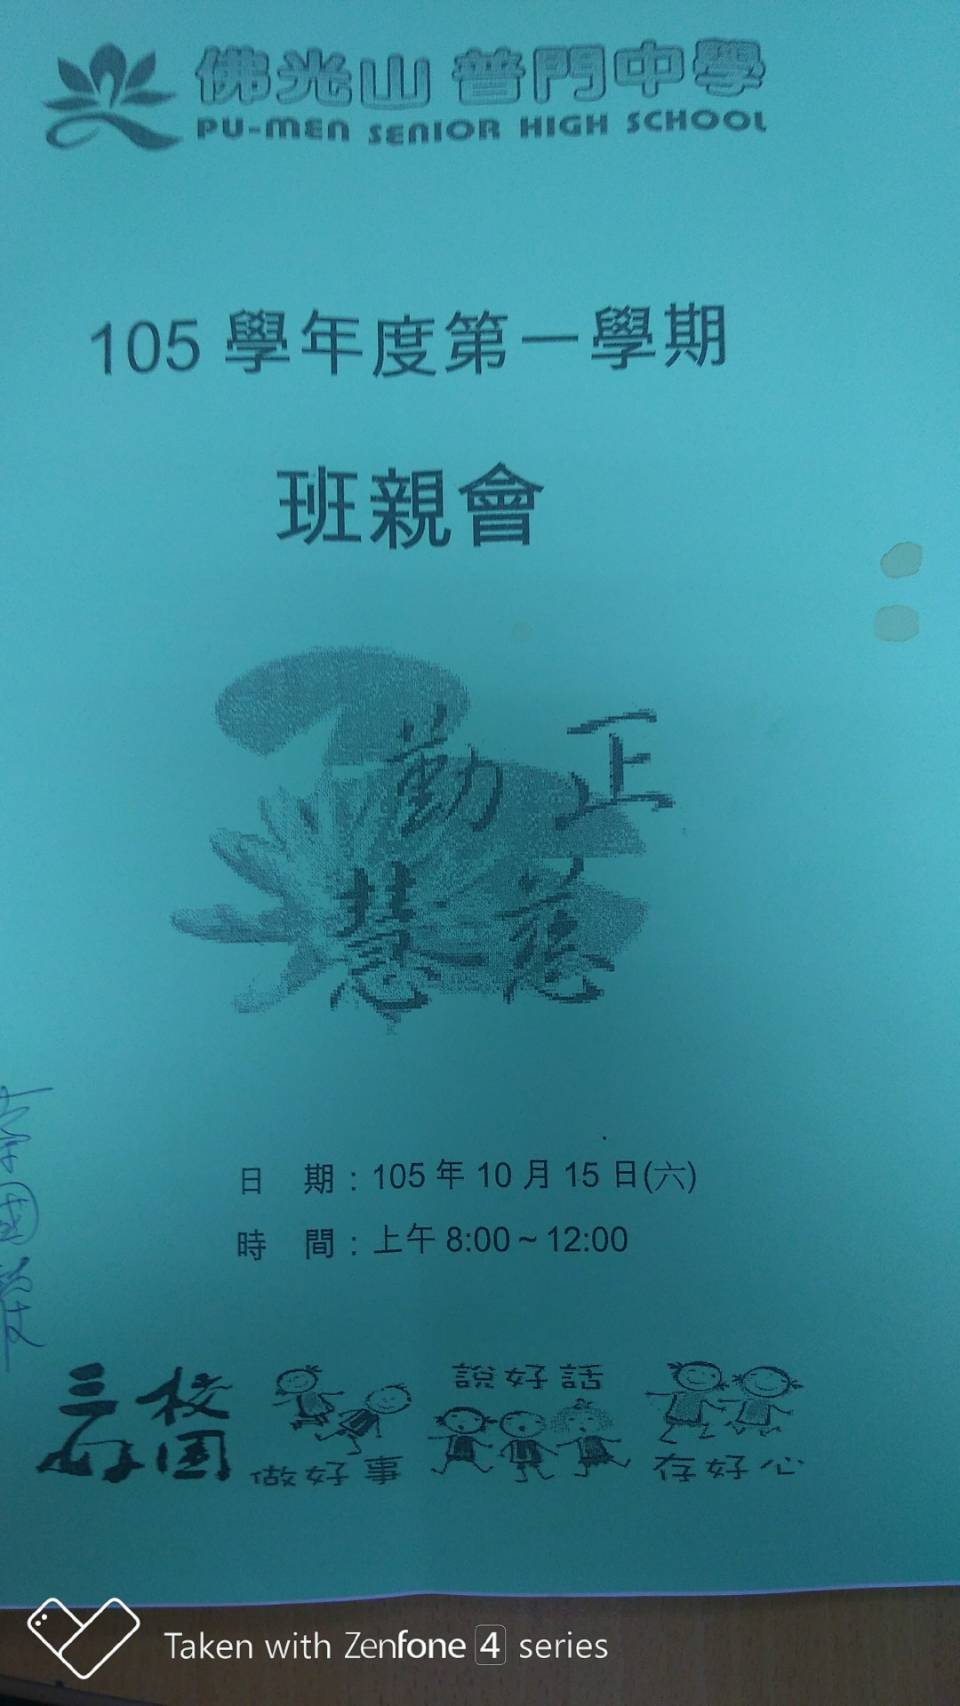 佛光山 普門中學
PU-MEN SENIOR HIGH SCHOOL
105 學年度第一學期
班親會
正
勤
慈
慧
日 期：105 年 10 月 15 日(六)
時 間：上午 8:00 ~ 12:00
三好
校園
做好事
說好話
存好心
Taken with Zenfone 4 series